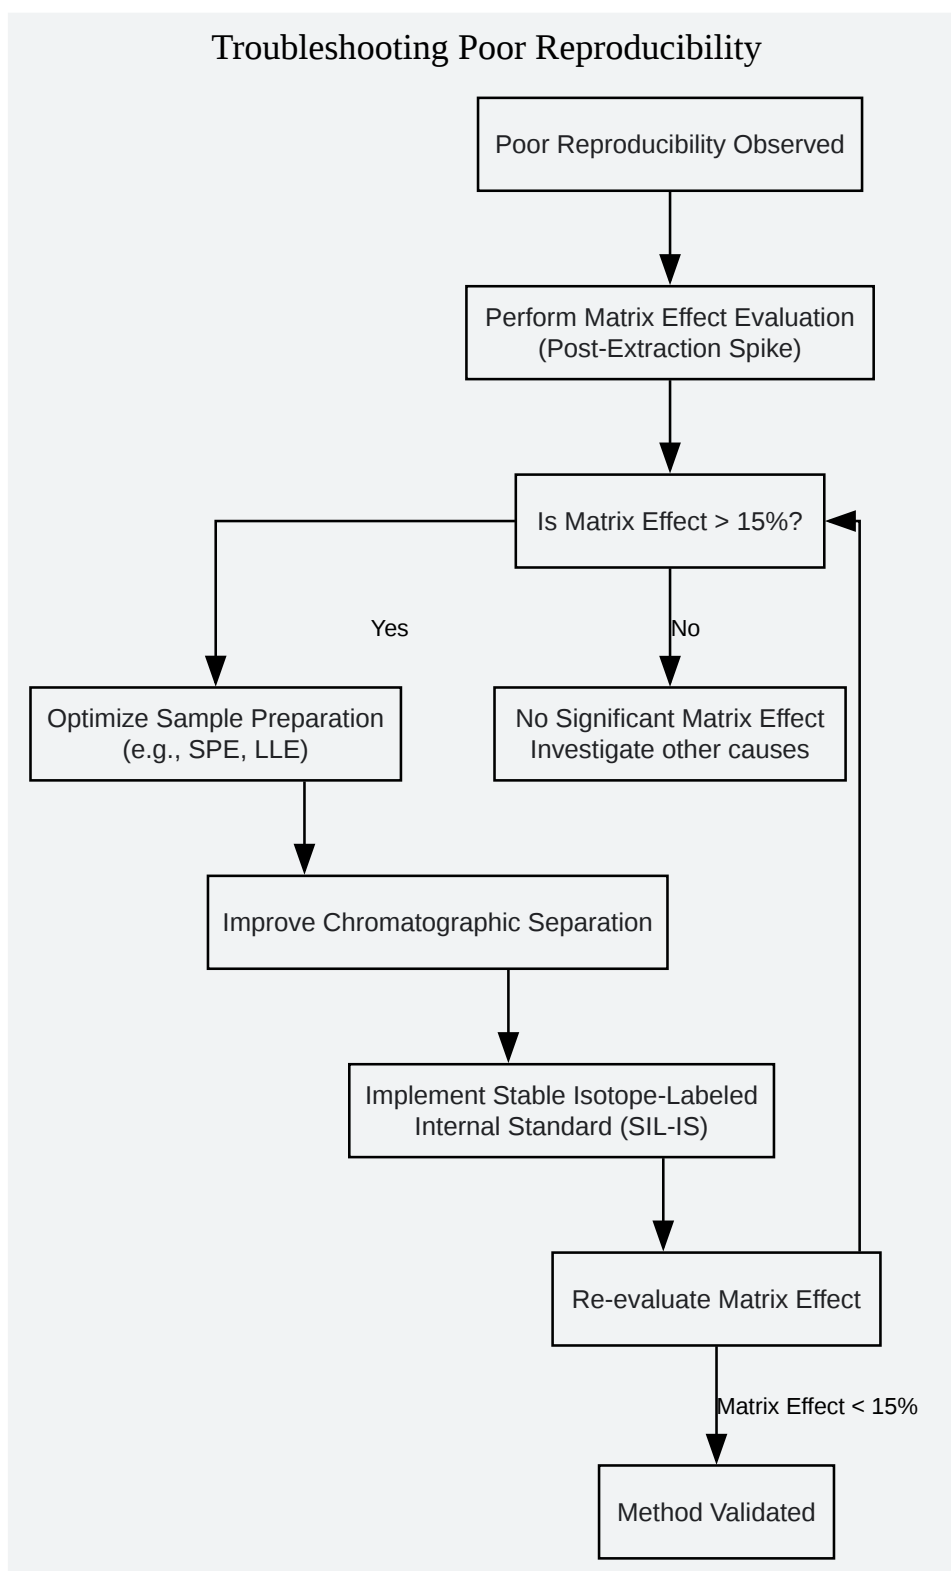 Troubleshooting Poor Reproducibility
Poor Reproducibility Observed
Perform Matrix Effect Evaluation
(Post-Extraction Spike)
Is Matrix Effect > 15%?
Yes
No
Optimize Sample Preparation
(e.g., SPE, LLE)
No Significant Matrix Effect
Investigate other causes
Improve Chromatographic Separation
Implement Stable Isotope-Labeled
Internal Standard (SIL-IS)
Re-evaluate Matrix Effect
Matrix Effect < 15%
Method Validated